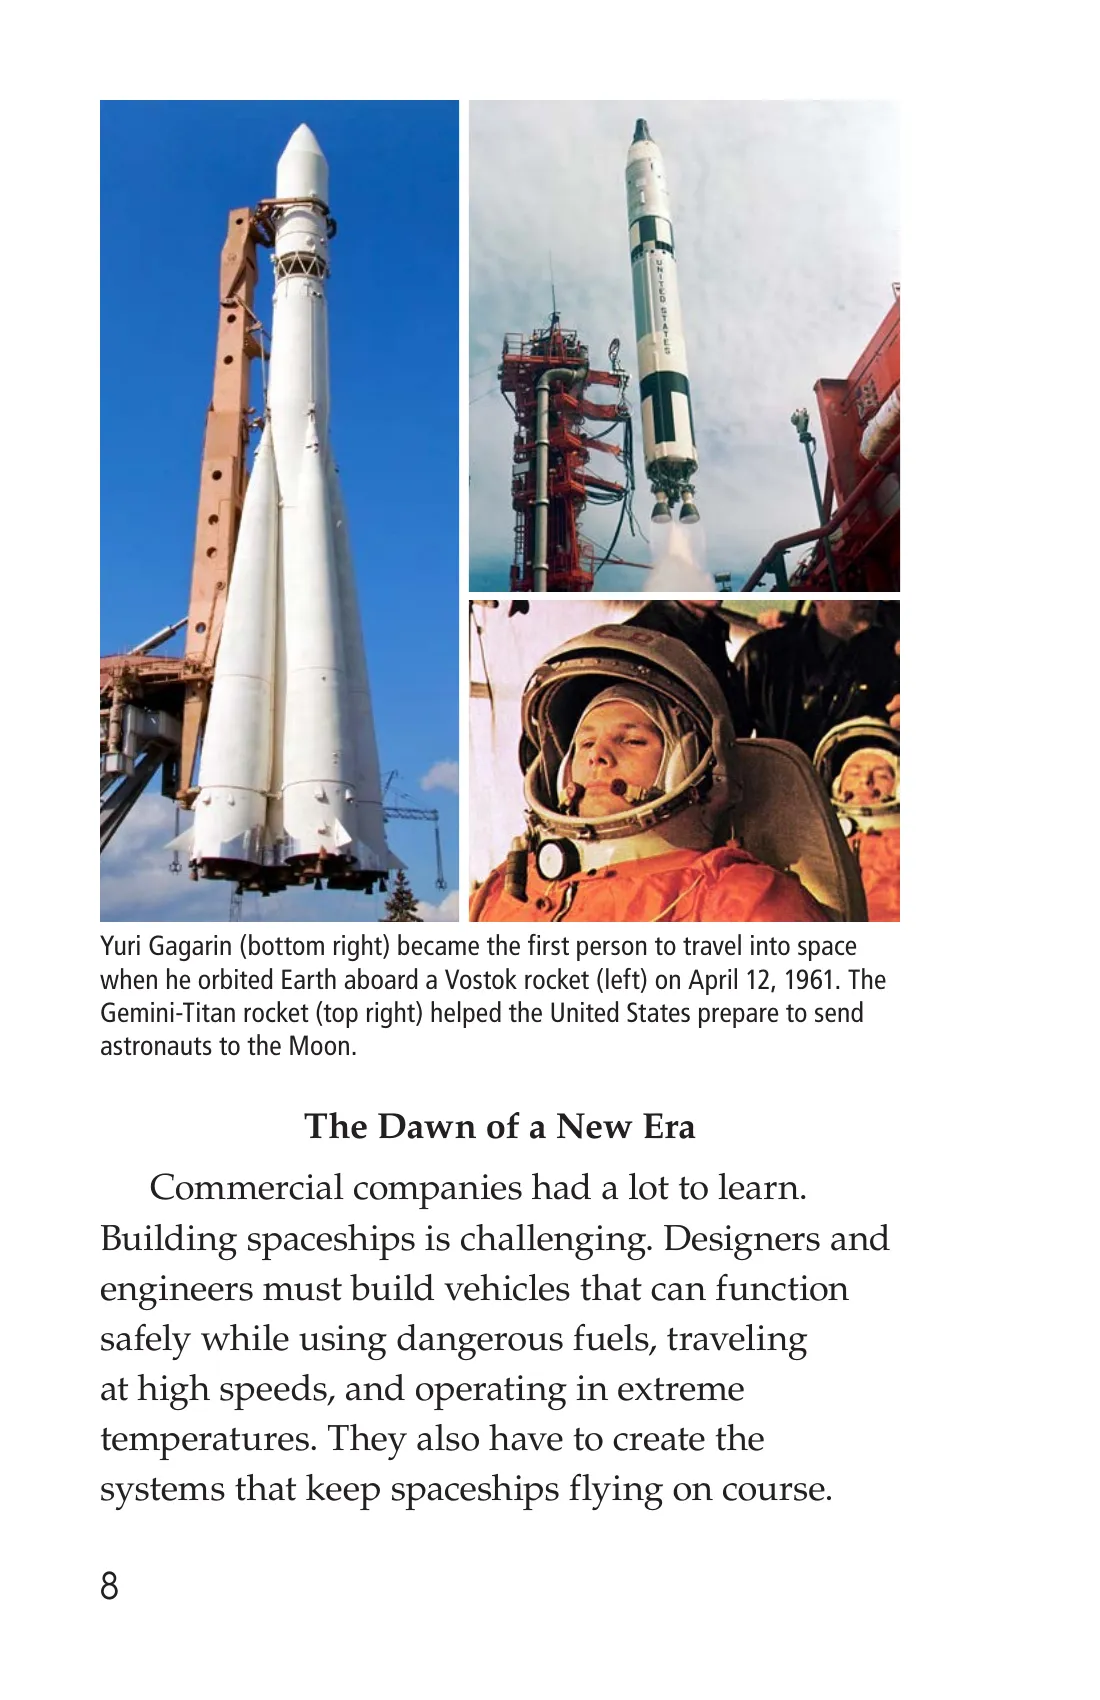 UNITED STATES
Yuri Gagarin (bottom right) became the first person to travel into space
when he orbited Earth aboard a Vostok rocket (left) on April 12, 1961. The
Gemini-Titan rocket (top right) helped the United States prepare to send
astronauts to the Moon.
The Dawn of a New Era
Commercial companies had a lot to learn.
Building spaceships is challenging. Designers and
engineers must build vehicles that can function
safely while using dangerous fuels, traveling
at high speeds, and operating in extreme
temperatures. They also have to create the
systems that keep spaceships flying on course.
8